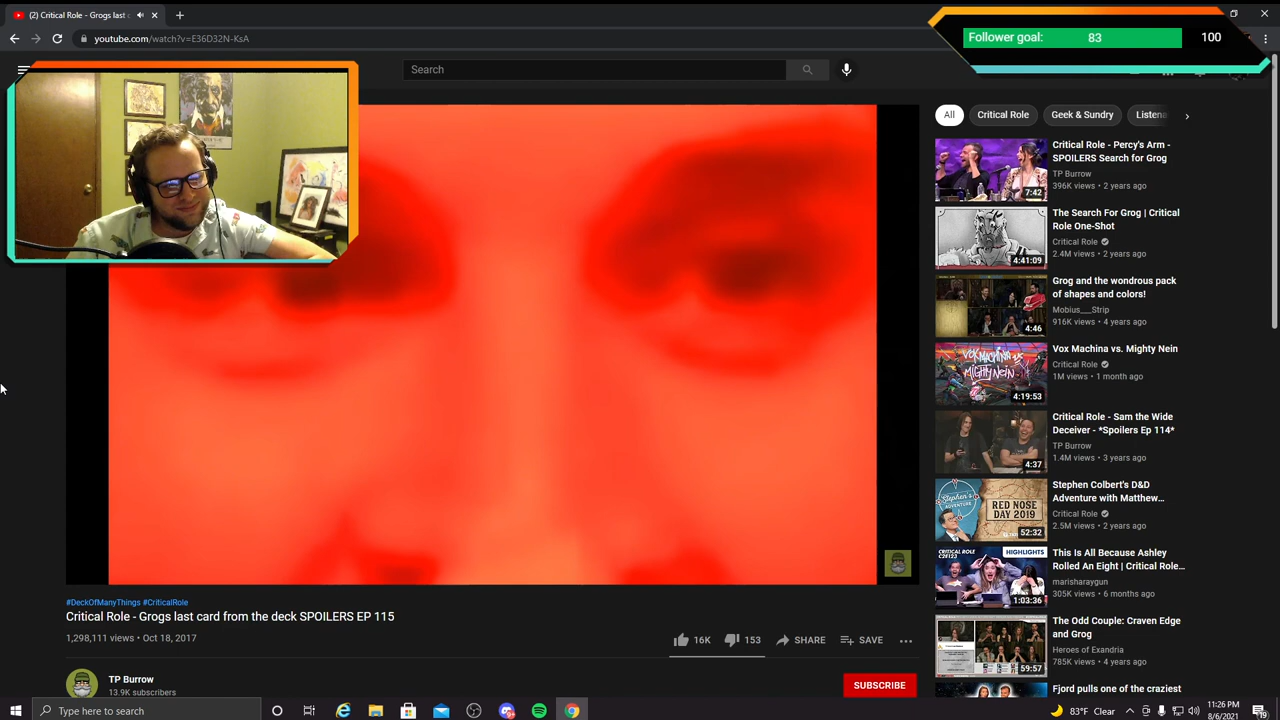 (2) Critical Role - Grogs last c
youtube.com/watch?v=E36D32N-KsA
Follower goal: 83 100
Search
All
Critical Role
Geek & Sundry
Listena
Critical Role - Percy's Arm -
SPOILERS Search for Grog
TP Burrow
396K views • 2 years ago
7:42
The Search For Grog | Critical
Role One-Shot
Critical Role
2.4M views • 2 years ago
4:41:09
Grog and the wondrous pack
of shapes and colors!
Mobius___Strip
916K views • 4 years ago
4:46
Vox Machina vs. Mighty Nein
Critical Role
1M views • 1 month ago
VOX MACHINA vs
MIGHTY NEIN
4:19:53
Critical Role - Sam the Wide
Deceiver - *Spoilers Ep 114*
TP Burrow
1.4M views • 3 years ago
4:37
Stephen Colbert's D&D
Adventure with Matthew...
Critical Role
2.5M views • 2 years ago
RED NOSE
DAY 2019
52:32
This Is All Because Ashley
Rolled An Eight | Critical Role...
marisharaygun
305K views • 6 months ago
HIGHLIGHTS
1:03:36
The Odd Couple: Craven Edge
and Grog
Heroes of Exandria
785K views • 4 years ago
59:57
Fjord pulls one of the craziest
#DeckOfManyThings #CriticalRole
Critical Role - Grogs last card from the deck SPOILERS EP 115
1,298,111 views • Oct 18, 2017
16K
153
SHARE
SAVE
TP Burrow
13.9K subscribers
SUBSCRIBE
Type here to search
83°F Clear
11:26 PM
8/6/2021